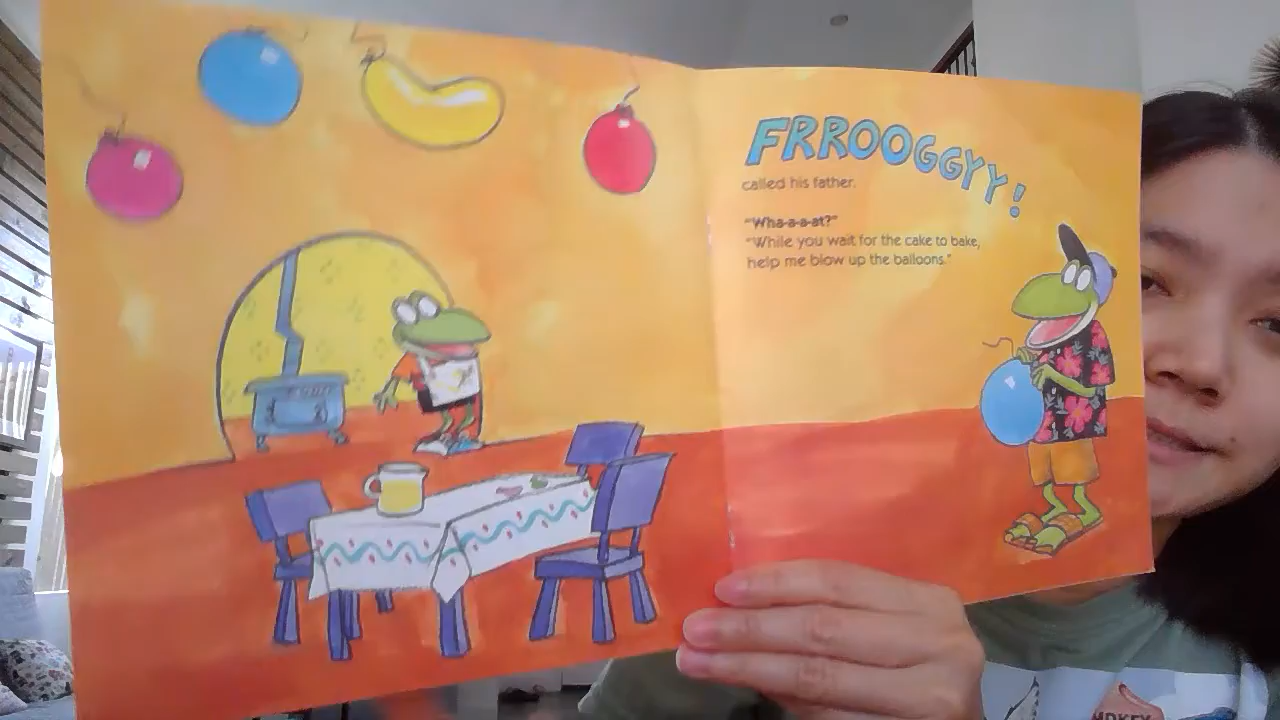 FRROOGGYY!
called his father.
"Wha-a-a-at?"
"While you wait for the cake to bake,
help me blow up the balloons."